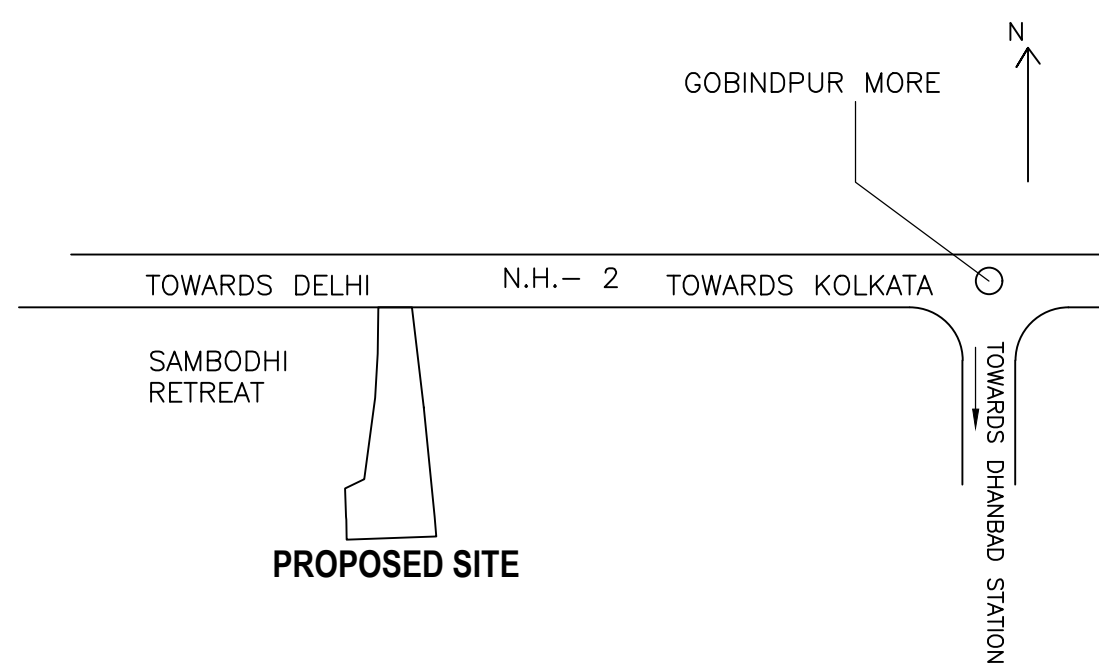 N
GOBINDPUR MORE
TOWARDS DELHI
N.H.- 2
TOWARDS KOLKATA
SAMBODHI
RETREAT
TOWARDS DHANBAD STATION
PROPOSED SITE